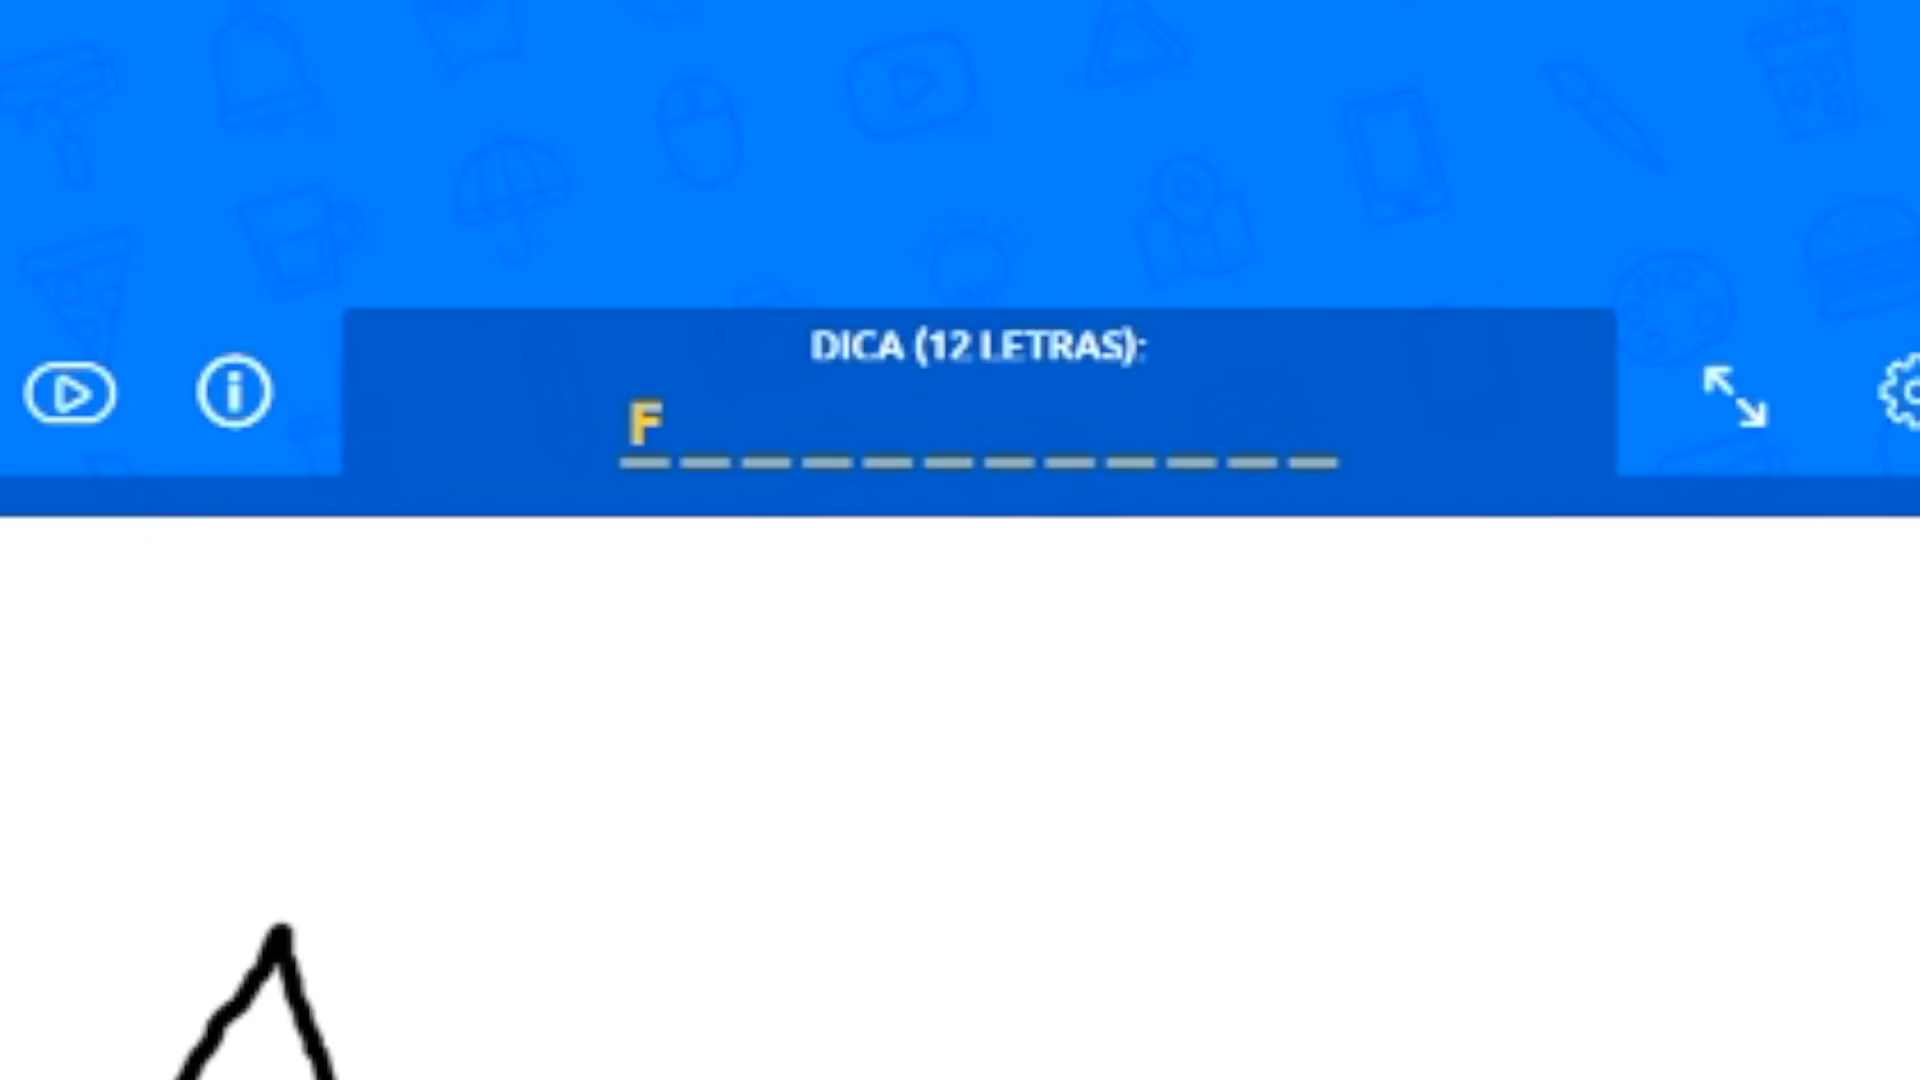 DICA (12 LETRAS):
F _ _ _ _ _ _ _ _ _ _ _